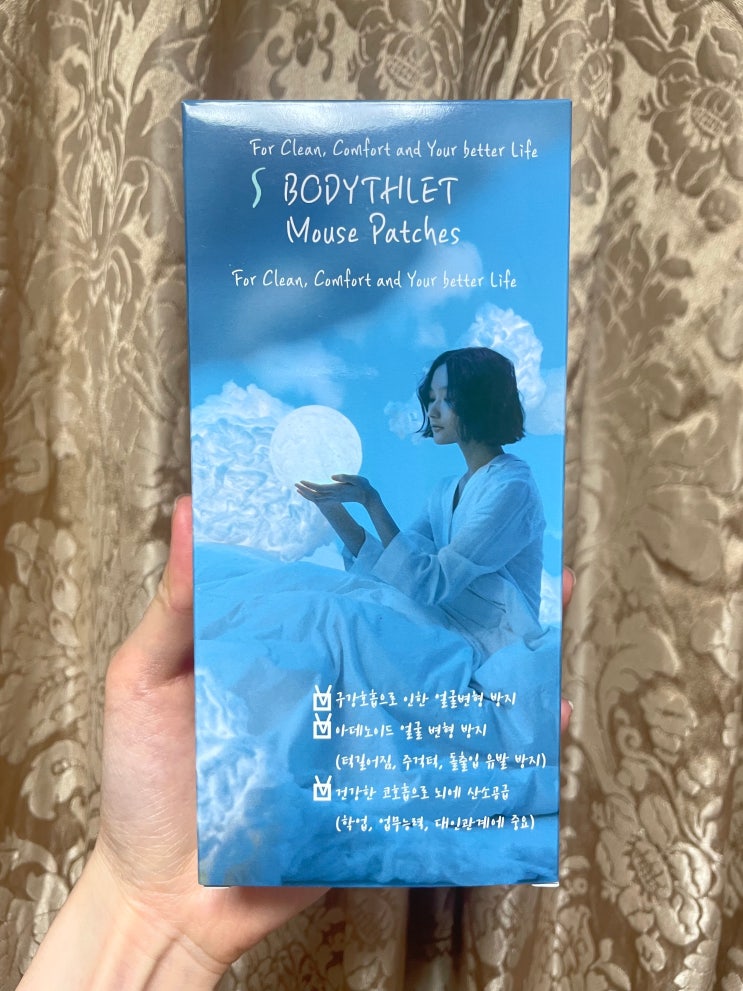 For Clean, Comfort and Your better Life
S BODYTHLET
Mouse Patches
For Clean, Comfort and Your better Life
구강호흡으로 인한 얼굴변형 방지
아데노이드 얼굴 변형 방지
(턱길어짐, 주걱턱, 돌출입 유발 방지)
건강한 코호흡으로 뇌에 산소공급
(학업, 업무능력, 대인관계에 중요)